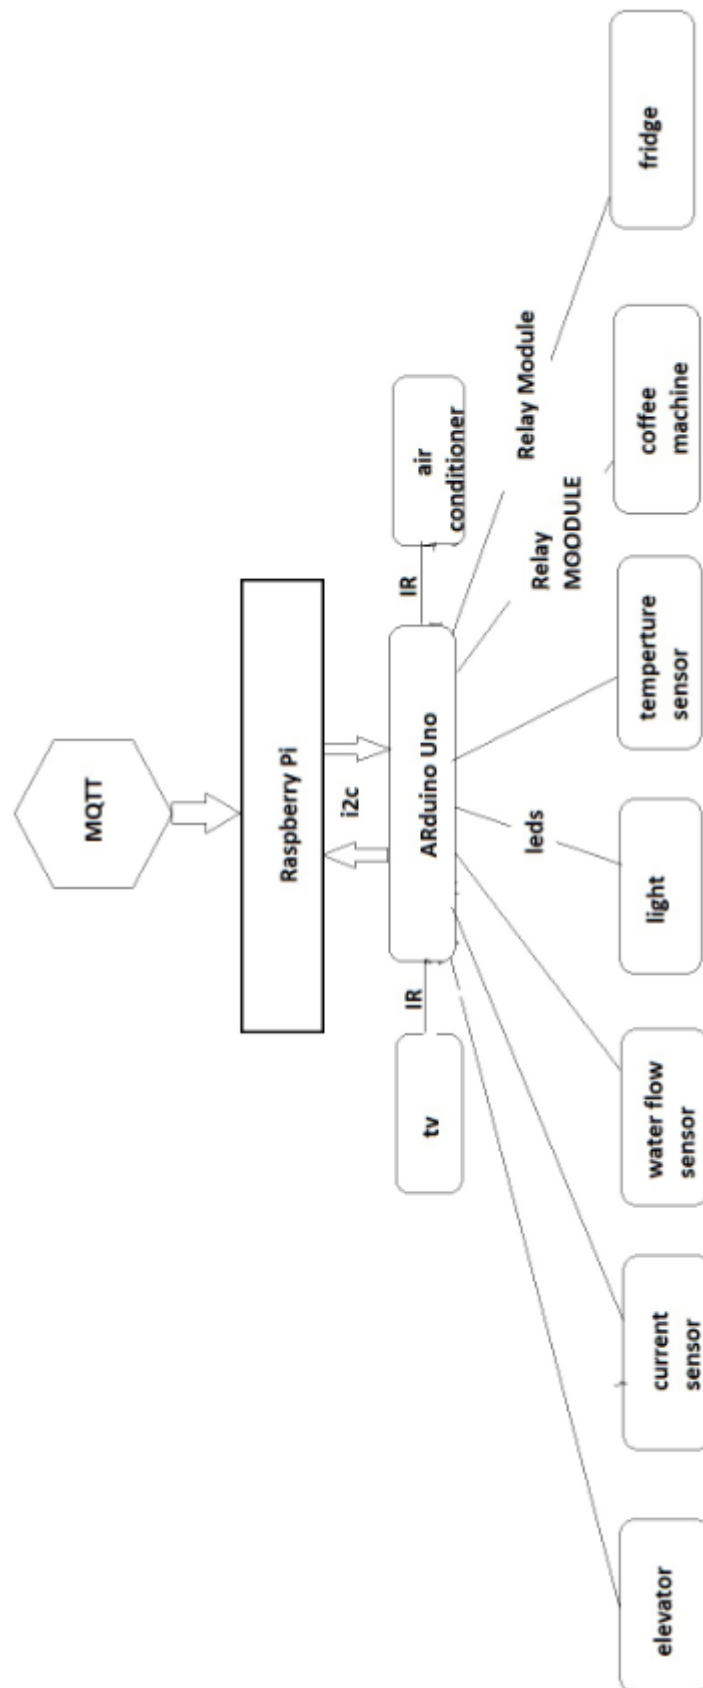 MQTT
Raspberry Pi
i2c
ARduino Uno
tv
IR
IR
air
conditioner
leds
Relay
MOODULE
Relay Module
elevator
current
sensor
water flow
sensor
light
temperture
sensor
coffee
machine
fridge